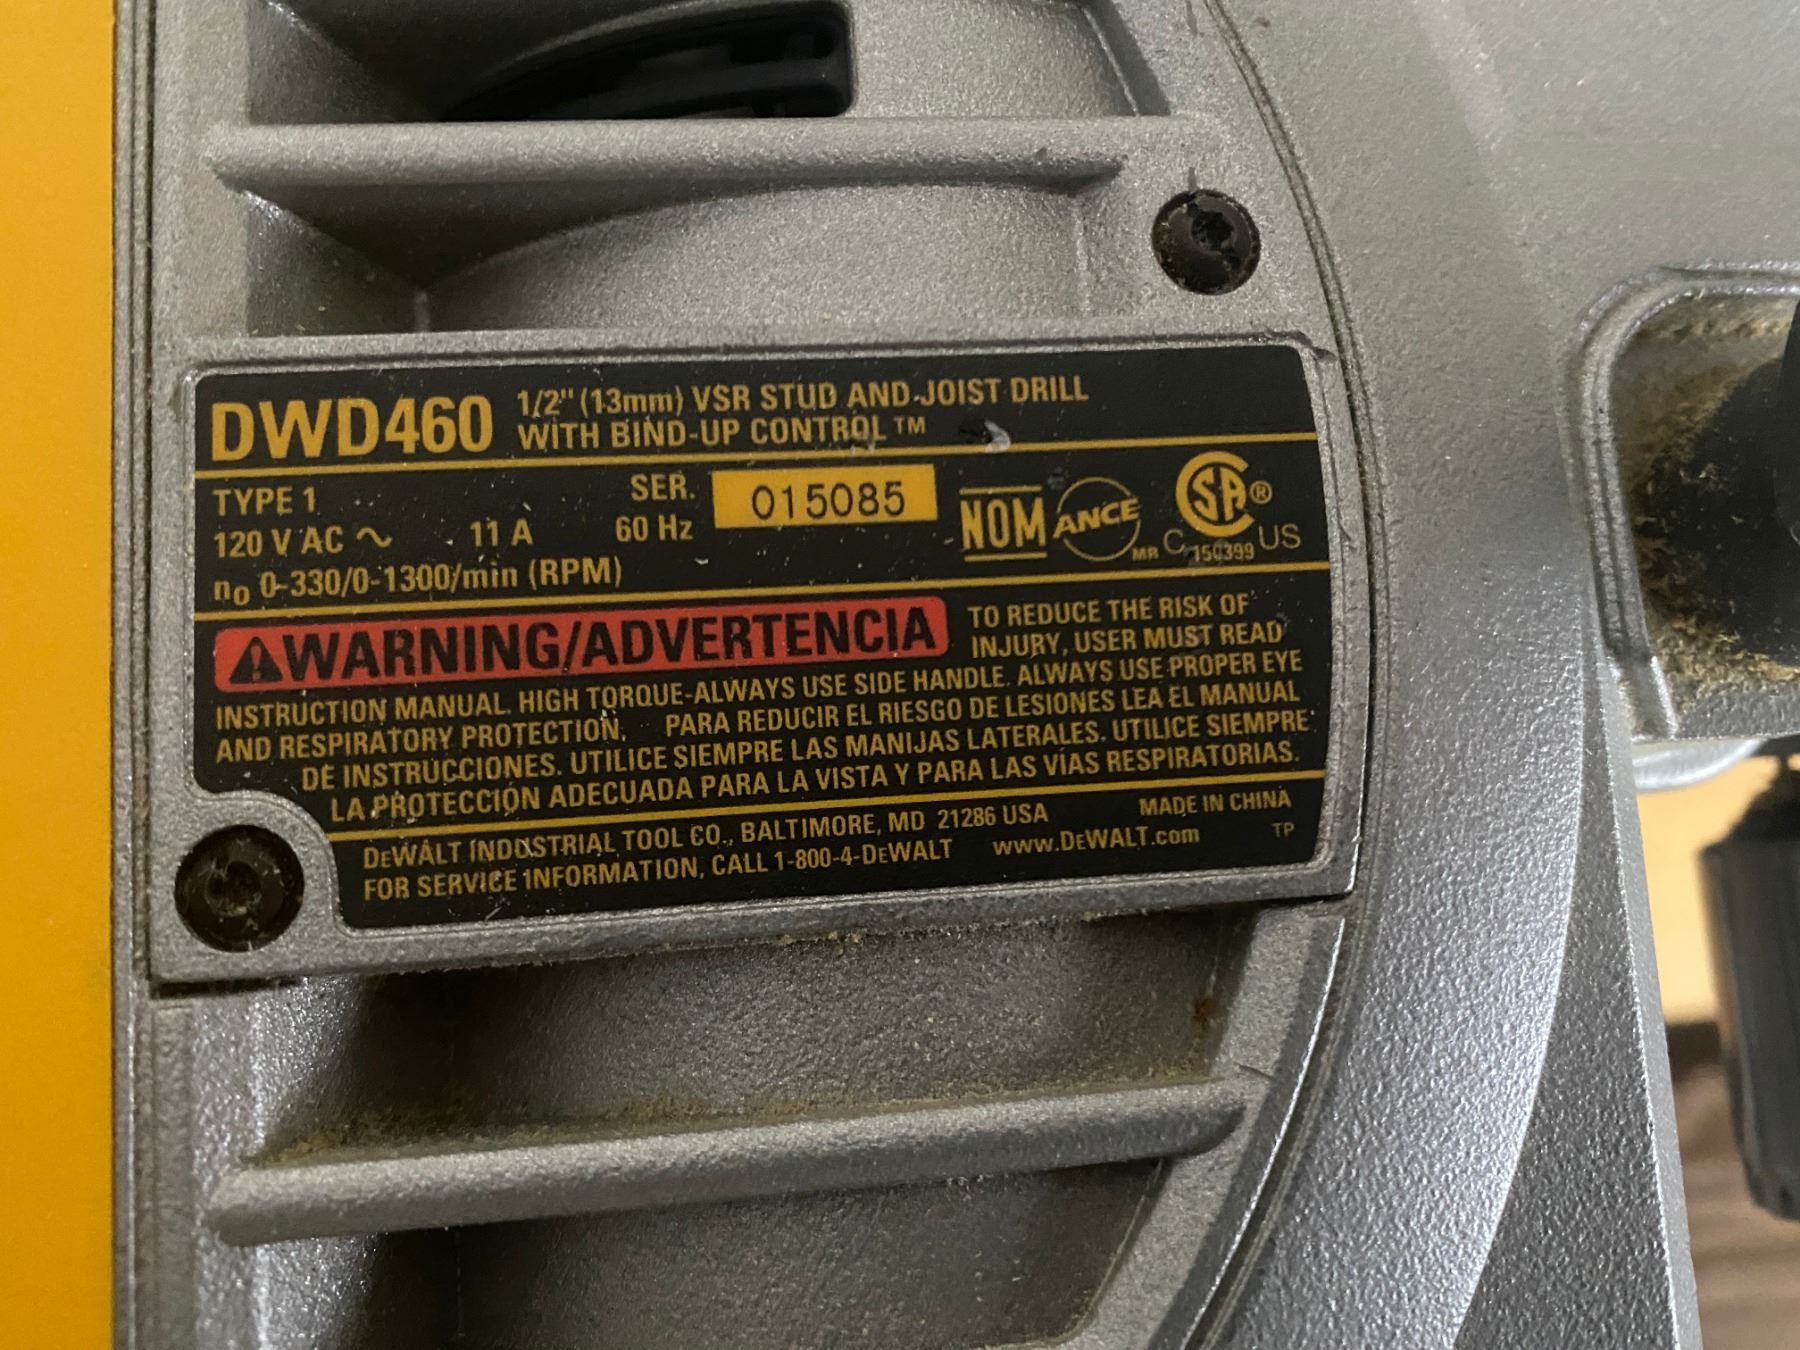 DWD460 1/2" (13mm) VSR STUD AND JOIST DRILL
WITH BIND-UP CONTROL™
TYPE 1 SER. 015085
120 V AC ~ 11 A 60 Hz
n₀ 0-330/0-1300/min (RPM)
NOM ANCE MR
C SA® US
150399
⚠WARNING/ADVERTENCIA TO REDUCE THE RISK OF
INJURY, USER MUST READ
INSTRUCTION MANUAL. HIGH TORQUE-ALWAYS USE SIDE HANDLE. ALWAYS USE PROPER EYE
AND RESPIRATORY PROTECTION. PARA REDUCIR EL RIESGO DE LESIONES LEA EL MANUAL
DE INSTRUCCIONES. UTILICE SIEMPRE LAS MANIJAS LATERALES. UTILICE SIEMPRE
LA PROTECCIÓN ADECUADA PARA LA VISTA Y PARA LAS VÍAS RESPIRATORIAS.
DEWALT INDUSTRIAL TOOL CO., BALTIMORE, MD 21286 USA MADE IN CHINA
FOR SERVICE INFORMATION, CALL 1-800-4-DEWALT www.DEWALT.com TP